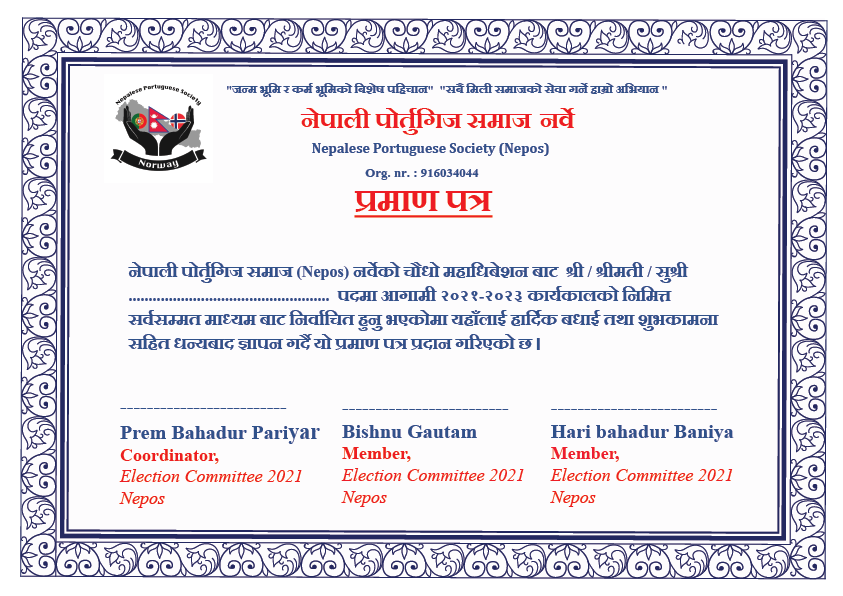 Nepalese Portuguese Society
Norway
"जन्म भूमि र कर्म भूमिको बिशेष पहिचान" "सबै मिली समाजको सेवा गर्ने हाम्रो अभियान "
नेपाली पोर्तुगिज समाज नर्वे
Nepalese Portuguese Society (Nepos)
Org. nr. : 916034044
प्रमाण पत्र
नेपाली पोर्तुगिज समाज (Nepos) नर्वेको चौधो महाधिबेशन बाट श्री / श्रीमती / सुश्री
.................................................. पदमा आगामी २०२१-२०२३ कार्यकालको निमित्त
सर्वसम्मत माध्यम बाट निर्वाचित हुनु भएकोमा यहाँलाई हार्दिक बधाई तथा शुभकामना
सहित धन्यबाद ज्ञापन गर्दै यो प्रमाण पत्र प्रदान गरिएको छ |
-------------------------- -------------------------- --------------------------
Prem Bahadur Pariyar Bishnu Gautam Hari bahadur Baniya
Coordinator, Member, Member,
Election Committee 2021 Election Committee 2021 Election Committee 2021
Nepos Nepos Nepos